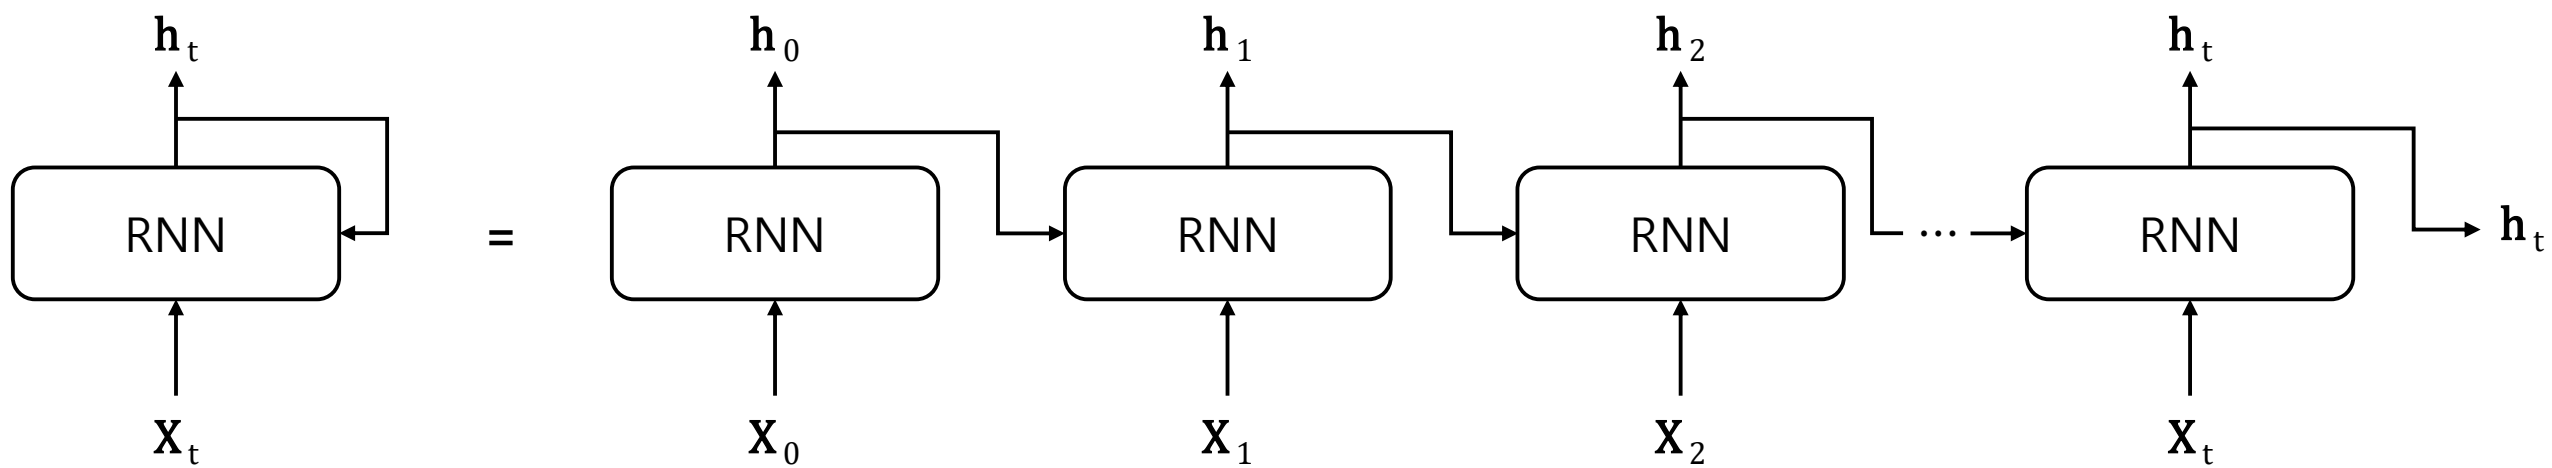 h t h 0 h 1 h 2 h t
RNN = RNN RNN RNN ··· RNN h t
X t X 0 X 1 X 2 X t